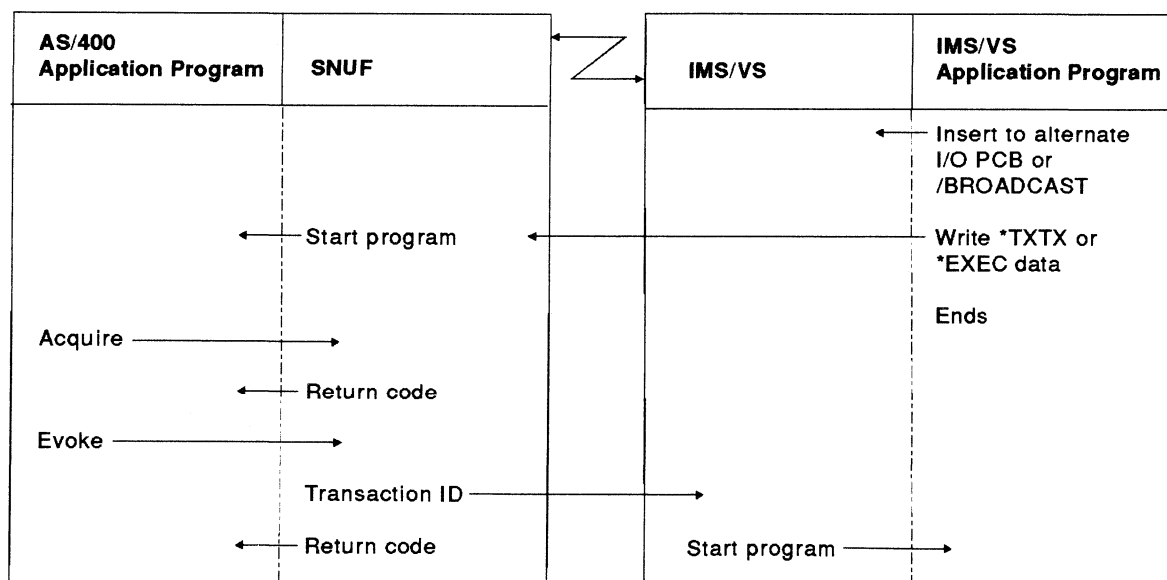 AS/400
Application Program
SNUF
IMS/VS
IMS/VS
Application Program
Insert to alternate
I/O PCB or
/BROADCAST
Start program
Write *TXTX or
*EXEC data
Ends
Acquire
Return code
Evoke
Transaction ID
Return code
Start program